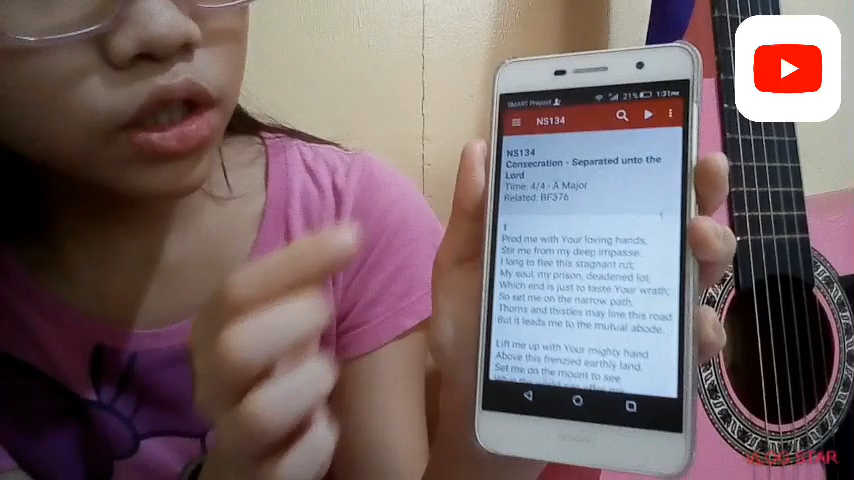 SMART Prepaid 21% 1:31PM
NS134
NS134
Consecration - Separated unto the
Lord
Time: 4/4 - A Major
Related: BF376
1
Prod me with Your loving hands,
Stir me from my deep impasse.
I long to flee this stagnant rut;
My soul, my prison, deadened lot,
Which end is just to taste Your wrath;
So set me on the narrow path.
Thorns and thistles may line this road
But it leads me to the mutual abode.
Lift me up with Your mighty hand
Above this frenzied earthly land.
Set me on the mount to see
VLOG STAR